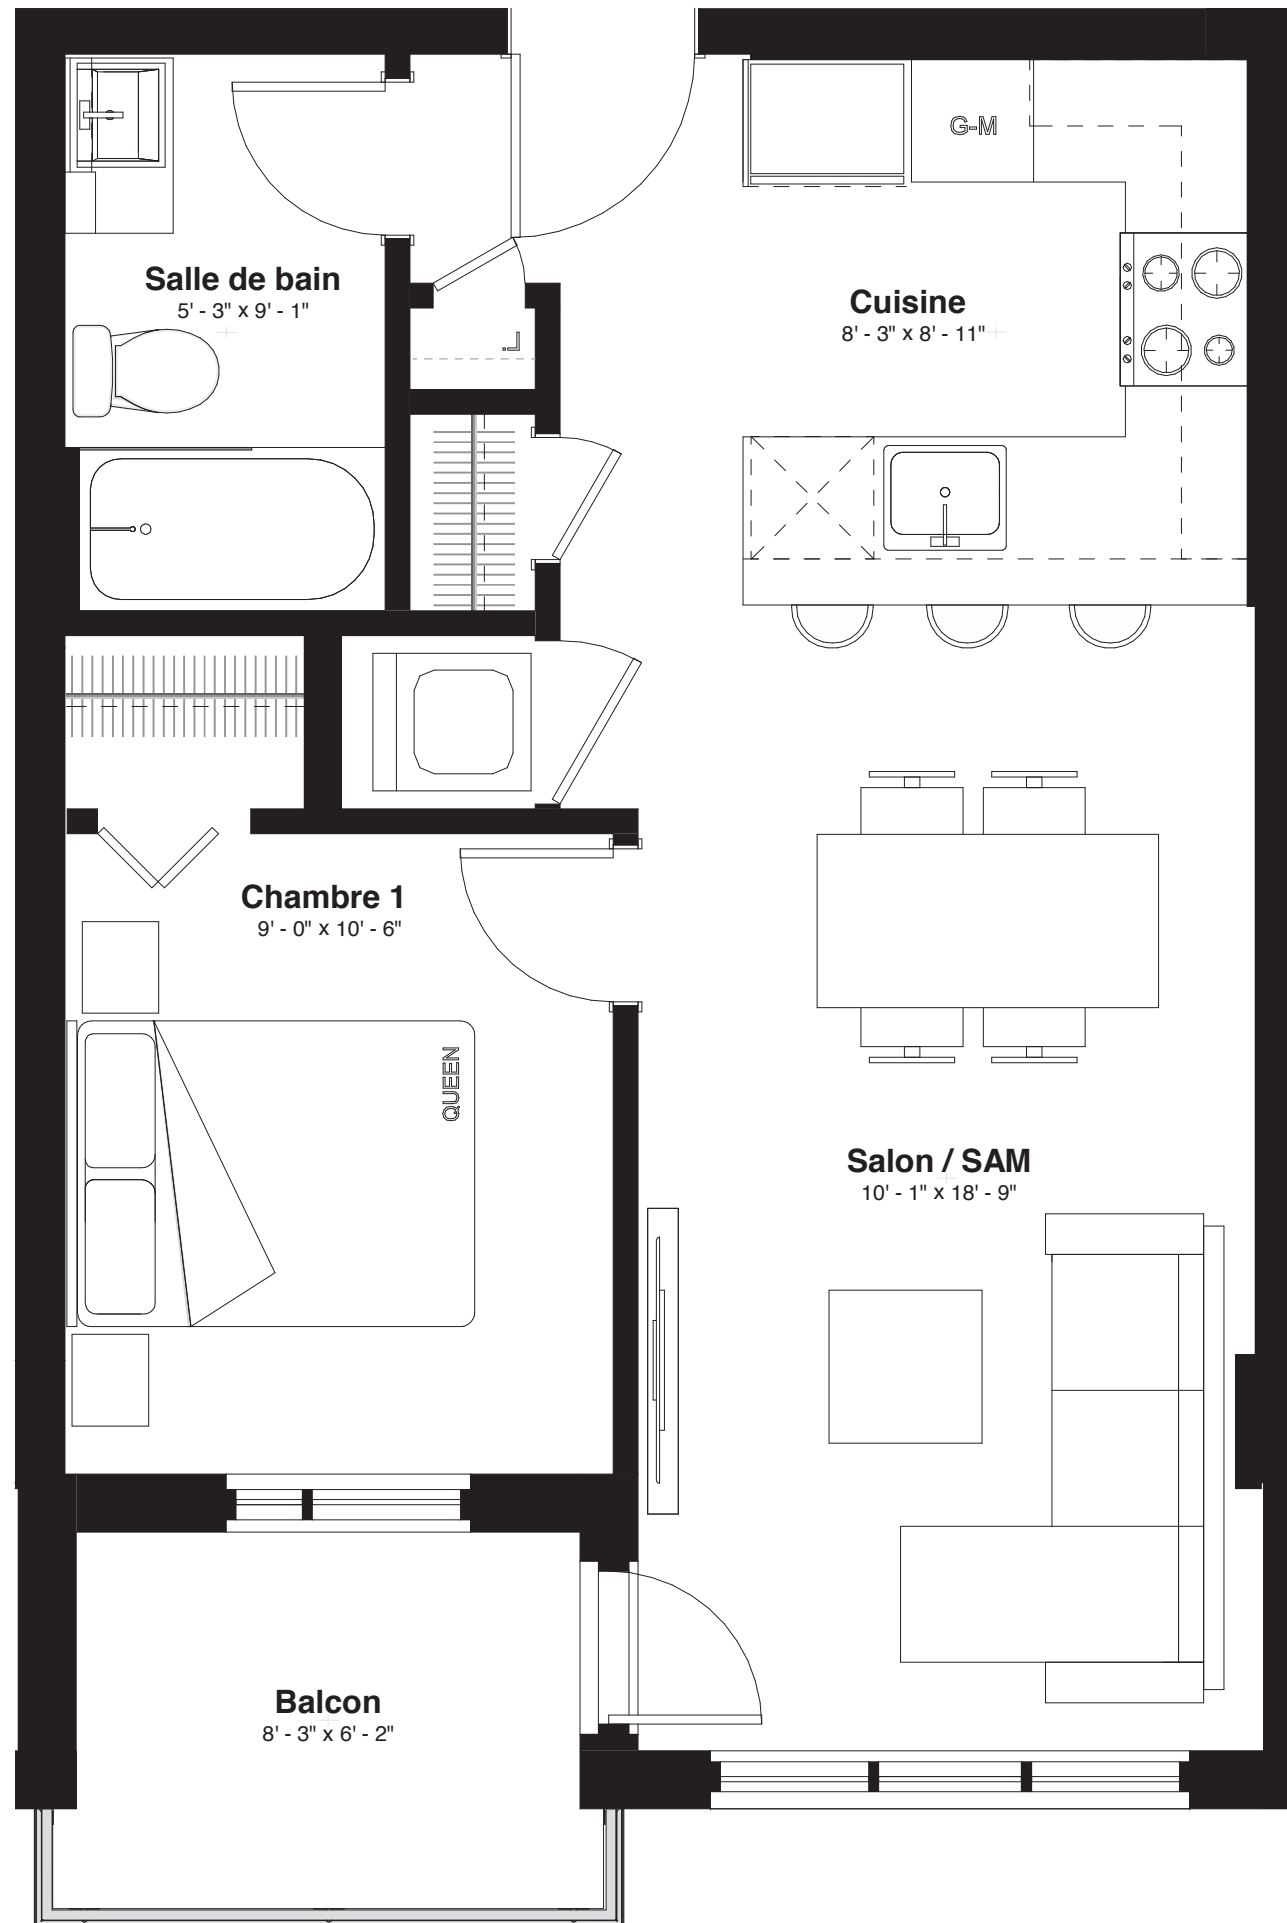 G-M
Salle de bain
5' - 3" x 9' - 1"
Cuisine
8' - 3" x 8' - 11"
L.
Chambre 1
9' - 0" x 10' - 6"
QUEEN
Salon / SAM
10' - 1" x 18' - 9"
Balcon
8' - 3" x 6' - 2"